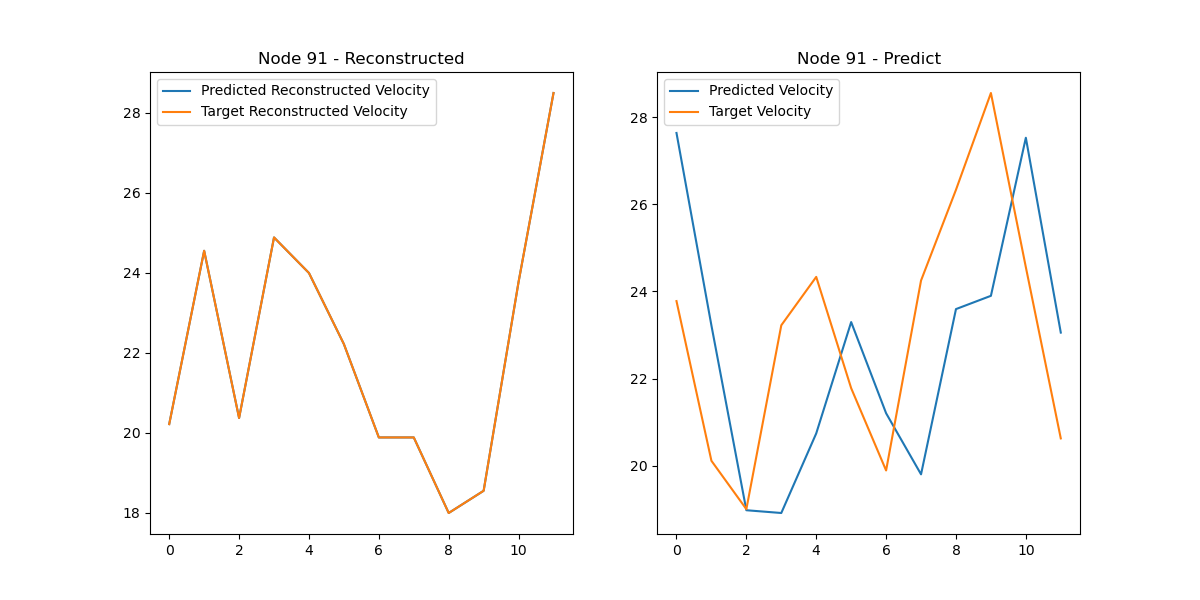 Node 91 - Reconstructed
Predicted Reconstructed Velocity
Target Reconstructed Velocity
28
26
24
22
20
18
0 2 4 6 8 10
Node 91 - Predict
Predicted Velocity
Target Velocity
28
26
24
22
20
0 2 4 6 8 10